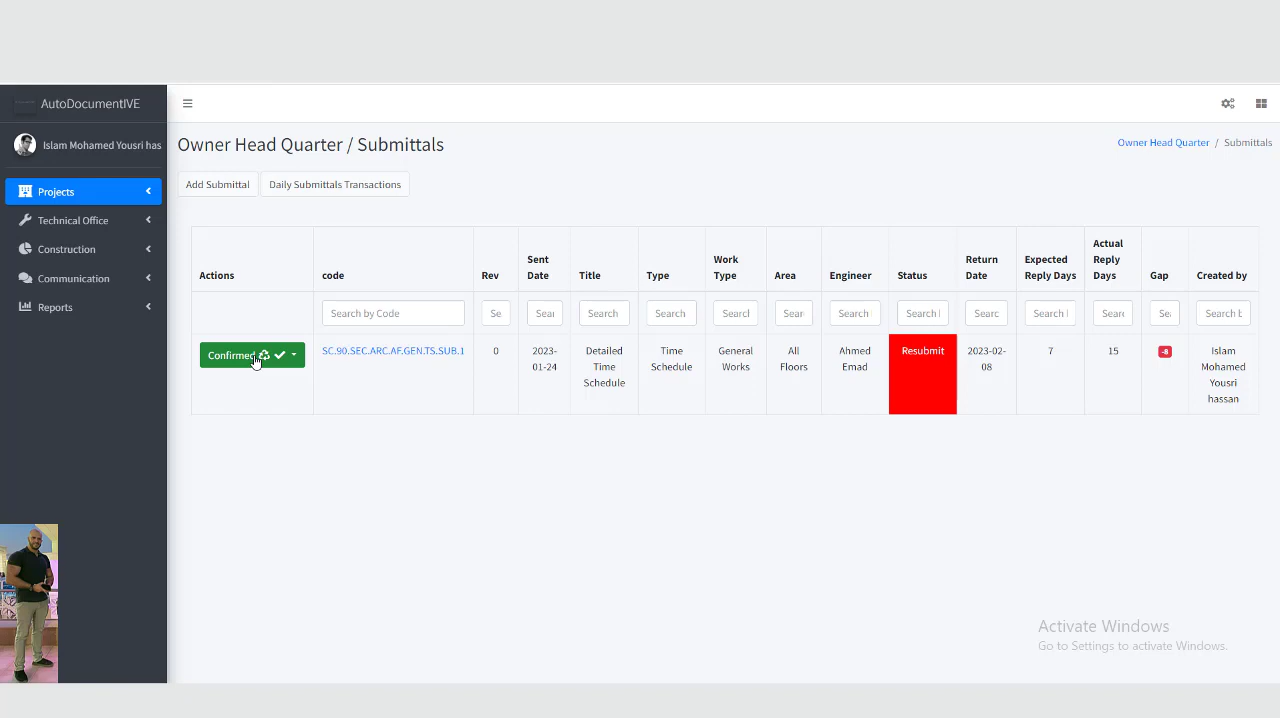 AutoDocumentIVE
Islam Mohamed Yousri has
Owner Head Quarter / Submittals
Owner Head Quarter / Submittals
Projects
Technical Office
Construction
Communication
Reports
Add Submittal
Daily Submittals Transactions
Actions
code
Rev
Sent
Date
Title
Type
Work
Type
Area
Engineer
Status
Return
Date
Expected
Reply Days
Actual
Reply
Days
Gap
Created by
Search by Code
Se
Sear
Search
Search
Search
Sear
Search
Search
Searc
Search
Searc
Se
Search b
Confirmed
SC.90.SEC.ARC.AF.GEN.TS.SUB.1
0
2023-
01-24
Detailed
Time
Schedule
Time
Schedule
General
Works
All
Floors
Ahmed
Emad
Resubmit
2023-02-
08
7
15
-8
Islam
Mohamed
Yousri
hassan
Activate Windows
Go to Settings to activate Windows.